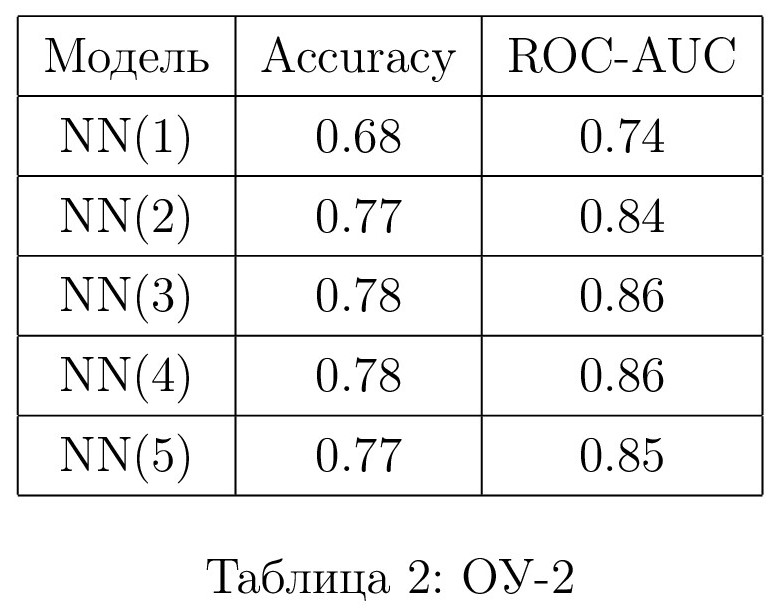 Модель Accuracy ROC-AUC
NN(1) 0.68 0.74
NN(2) 0.77 0.84
NN(3) 0.78 0.86
NN(4) 0.78 0.86
NN(5) 0.77 0.85
Таблица 2: ОУ-2